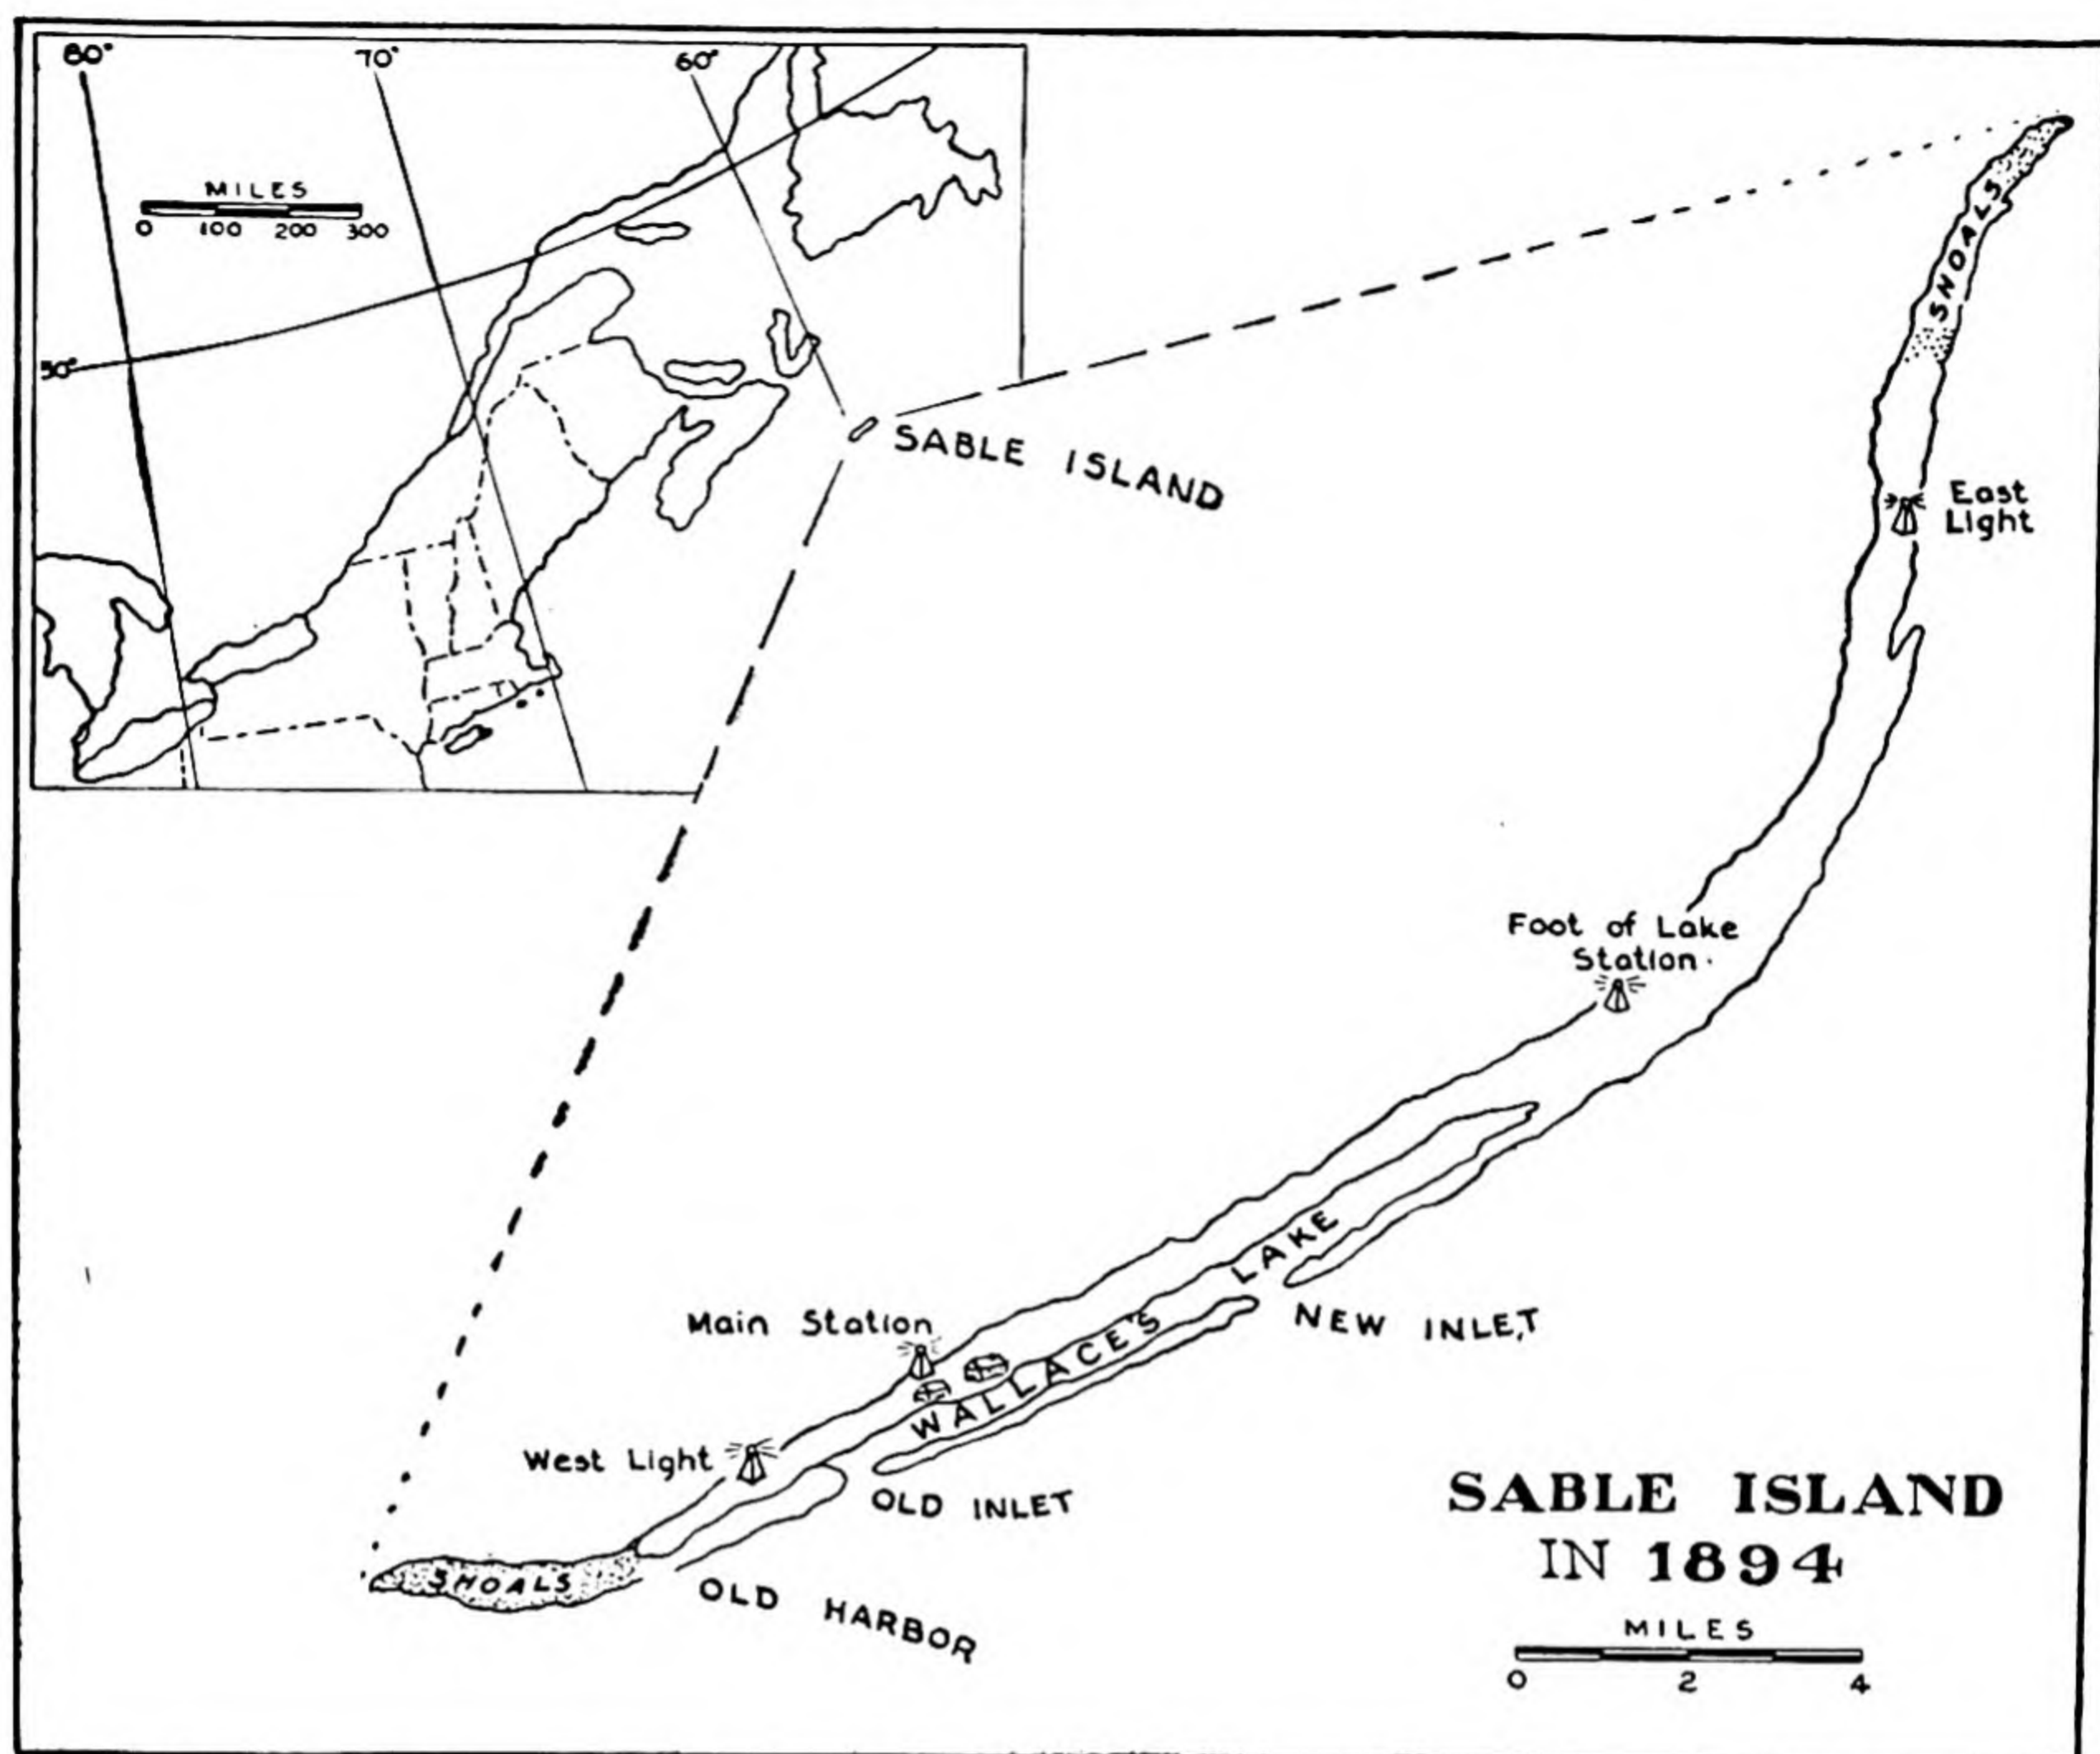 80° 70° 60°
MILES
0 100 200 300
50°
SABLE ISLAND
SHOALS
East
Light
Foot of Lake
Station
Main Station
WALLACE'S LAKE
NEW INLET
West Light
OLD INLET
SHOALS
OLD HARBOR
SABLE ISLAND
IN 1894
MILES
0 2 4